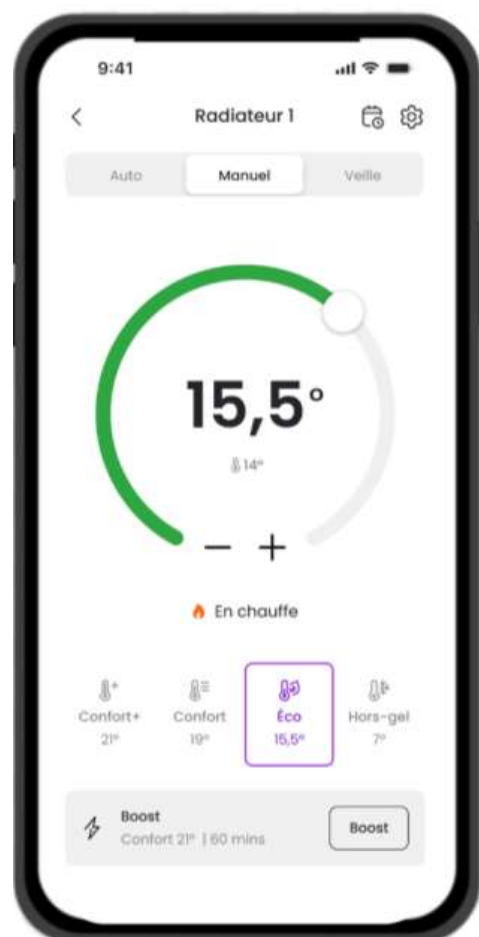 9:41
Radiateur 1
Auto Manuel Veille
15,5°
14°
En chauffe
Confort+ Confort Éco Hors-gel
21° 19° 15,5° 7°
Boost
Confort 21° | 60 mins
Boost